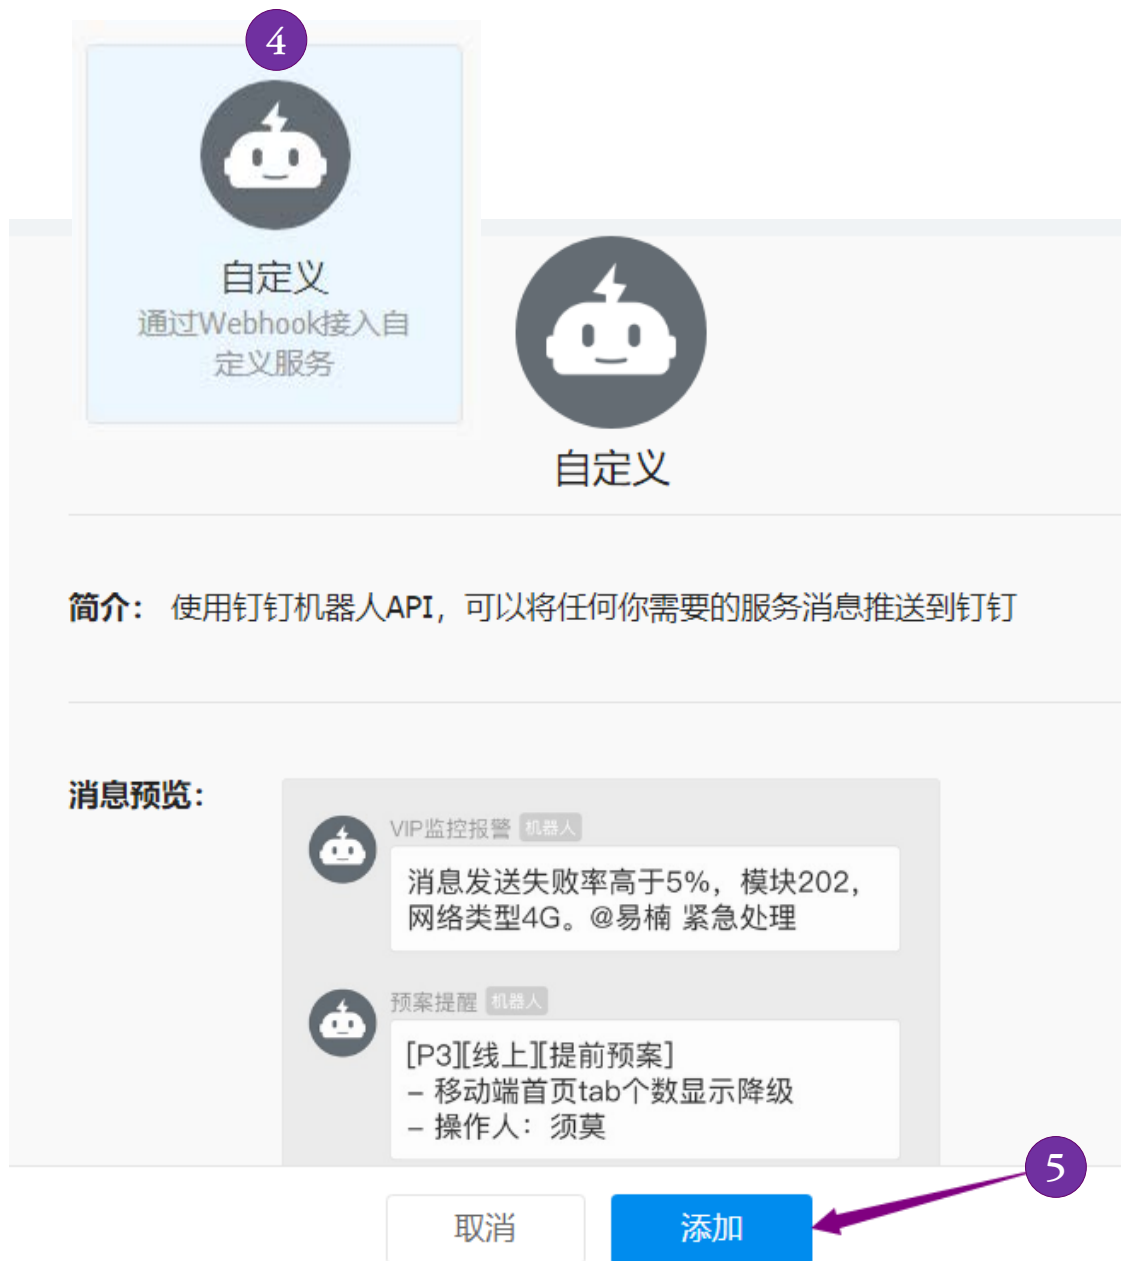 4
自定义
通过Webhook接入自
定义服务
自定义
简介： 使用钉钉机器人API，可以将任何你需要的服务消息推送到钉钉
消息预览：
VIP监控报警 机器人
消息发送失败率高于5%，模块202，
网络类型4G。@易楠 紧急处理
预案提醒 机器人
[P3][线上][提前预案]
– 移动端首页tab个数显示降级
– 操作人： 须莫
5
取消
添加